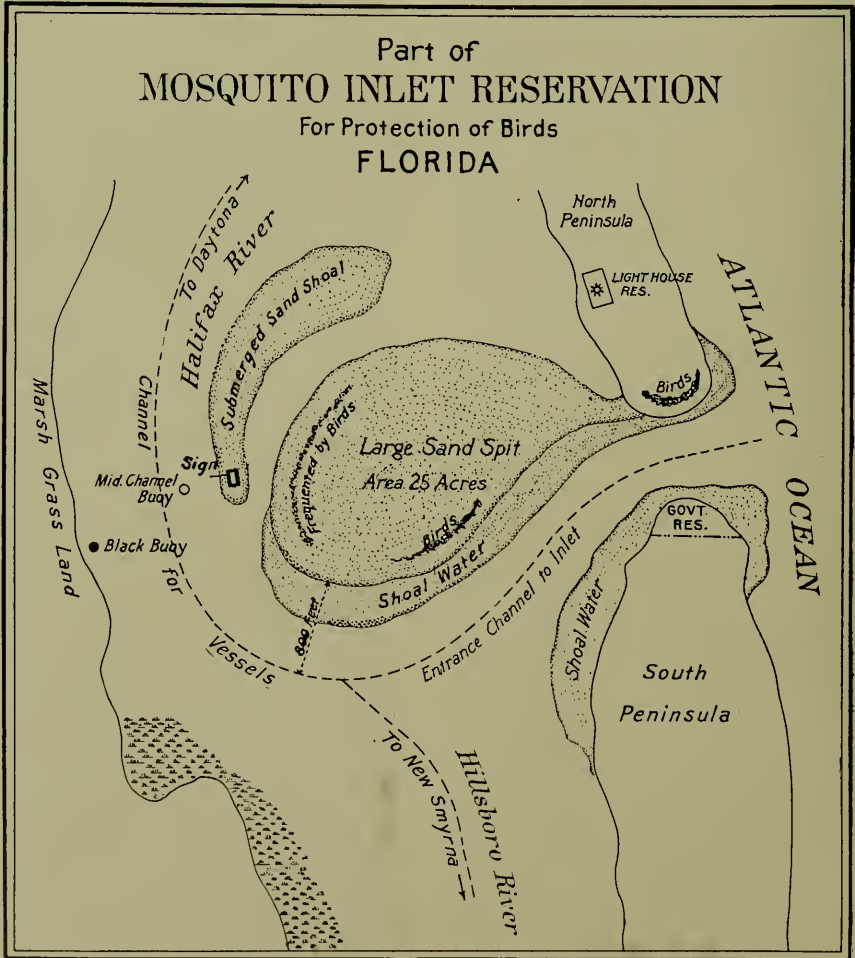 Part of
MOSQUITO INLET RESERVATION
For Protection of Birds
FLORIDA
To Daytona
Halifax River
Submerged Sand Shoal
North
Peninsula
LIGHT HOUSE
RES.
ATLANTIC
OCEAN
Birds
Marsh Grass Land
Channel
for
Vessels
Sign
Mid. Channel
Buoy
Black Buoy
Frequented by Birds
Large Sand Spit
Area 25 Acres
Birds
Shoal Water
800 feet
Entrance Channel to Inlet
GOVT
RES.
Shoal Water
South
Peninsula
To New Smyrna
Hillsboro River